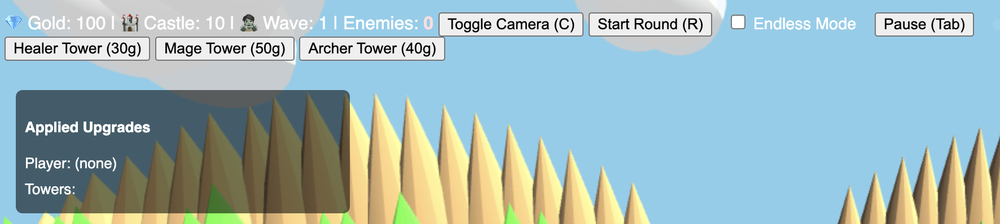 💎 Gold: 100 | 🏰 Castle: 10 | 🧟 Wave: 1 | Enemies: 0 Toggle Camera (C) Start Round (R) Endless Mode Pause (Tab)
Healer Tower (30g) Mage Tower (50g) Archer Tower (40g)
Applied Upgrades
Player: (none)
Towers: